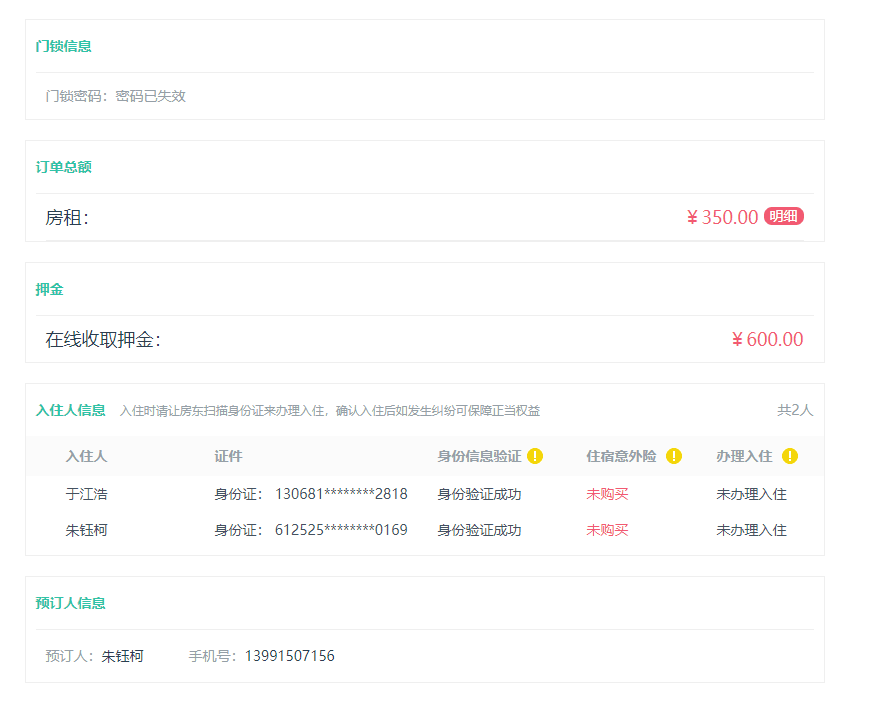 门锁信息
门锁密码：密码已失效
订单总额
房租： ¥350.00 明细
押金
在线收取押金： ¥600.00
入住人信息 入住时请让房东扫描身份证来办理入住，确认入住后如发生纠纷可保障正当权益 共2人
入住人 证件 身份信息验证 ! 住宿意外险 ! 办理入住 !
于江浩 身份证： 130681********2818 身份验证成功 未购买 未办理入住
朱钰柯 身份证： 612525********0169 身份验证成功 未购买 未办理入住
预订人信息
预订人：朱钰柯 手机号：13991507156